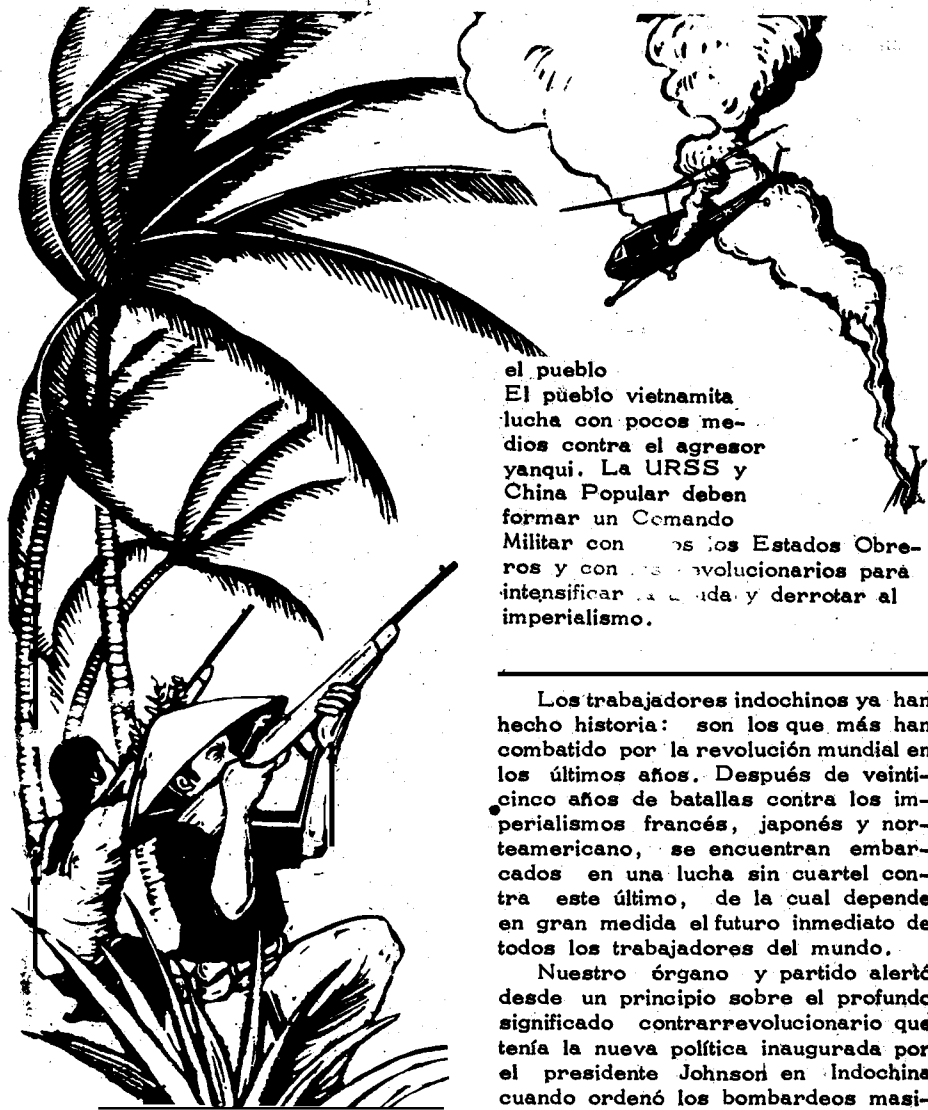 el pueblo
El pueblo vietnamita
lucha con pocos me-
dios contra el agresor
yanqui. La URSS y
China Popular deben
formar un Comando
Militar con los Estados Obre-
ros y con para
intensificar y derrotar al
imperialismo.
Los trabajadores indochinos ya han
hecho historia: son los que más han
combatido por la revolución mundial en
los últimos años. Después de veinti-
cinco años de batallas contra los im-
perialismos francés, japonés y nor-
teamericano, se encuentran embar-
cados en una lucha sin cuartel con-
tra este último, de la cual depende
en gran medida el futuro inmediato de
todos los trabajadores del mundo.
Nuestro órgano y partido alertó
desde un principio sobre el profundo
significado contrarrevolucionario que
tenía la nueva política inaugurada por
el presidente Johnson en Indochina
cuando ordenó los bombardeos masi-